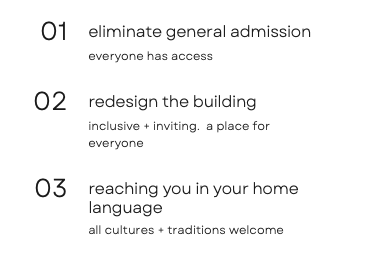 01 eliminate general admission
everyone has access
02 redesign the building
inclusive + inviting. a place for
everyone
03 reaching you in your home
language
all cultures + traditions welcome